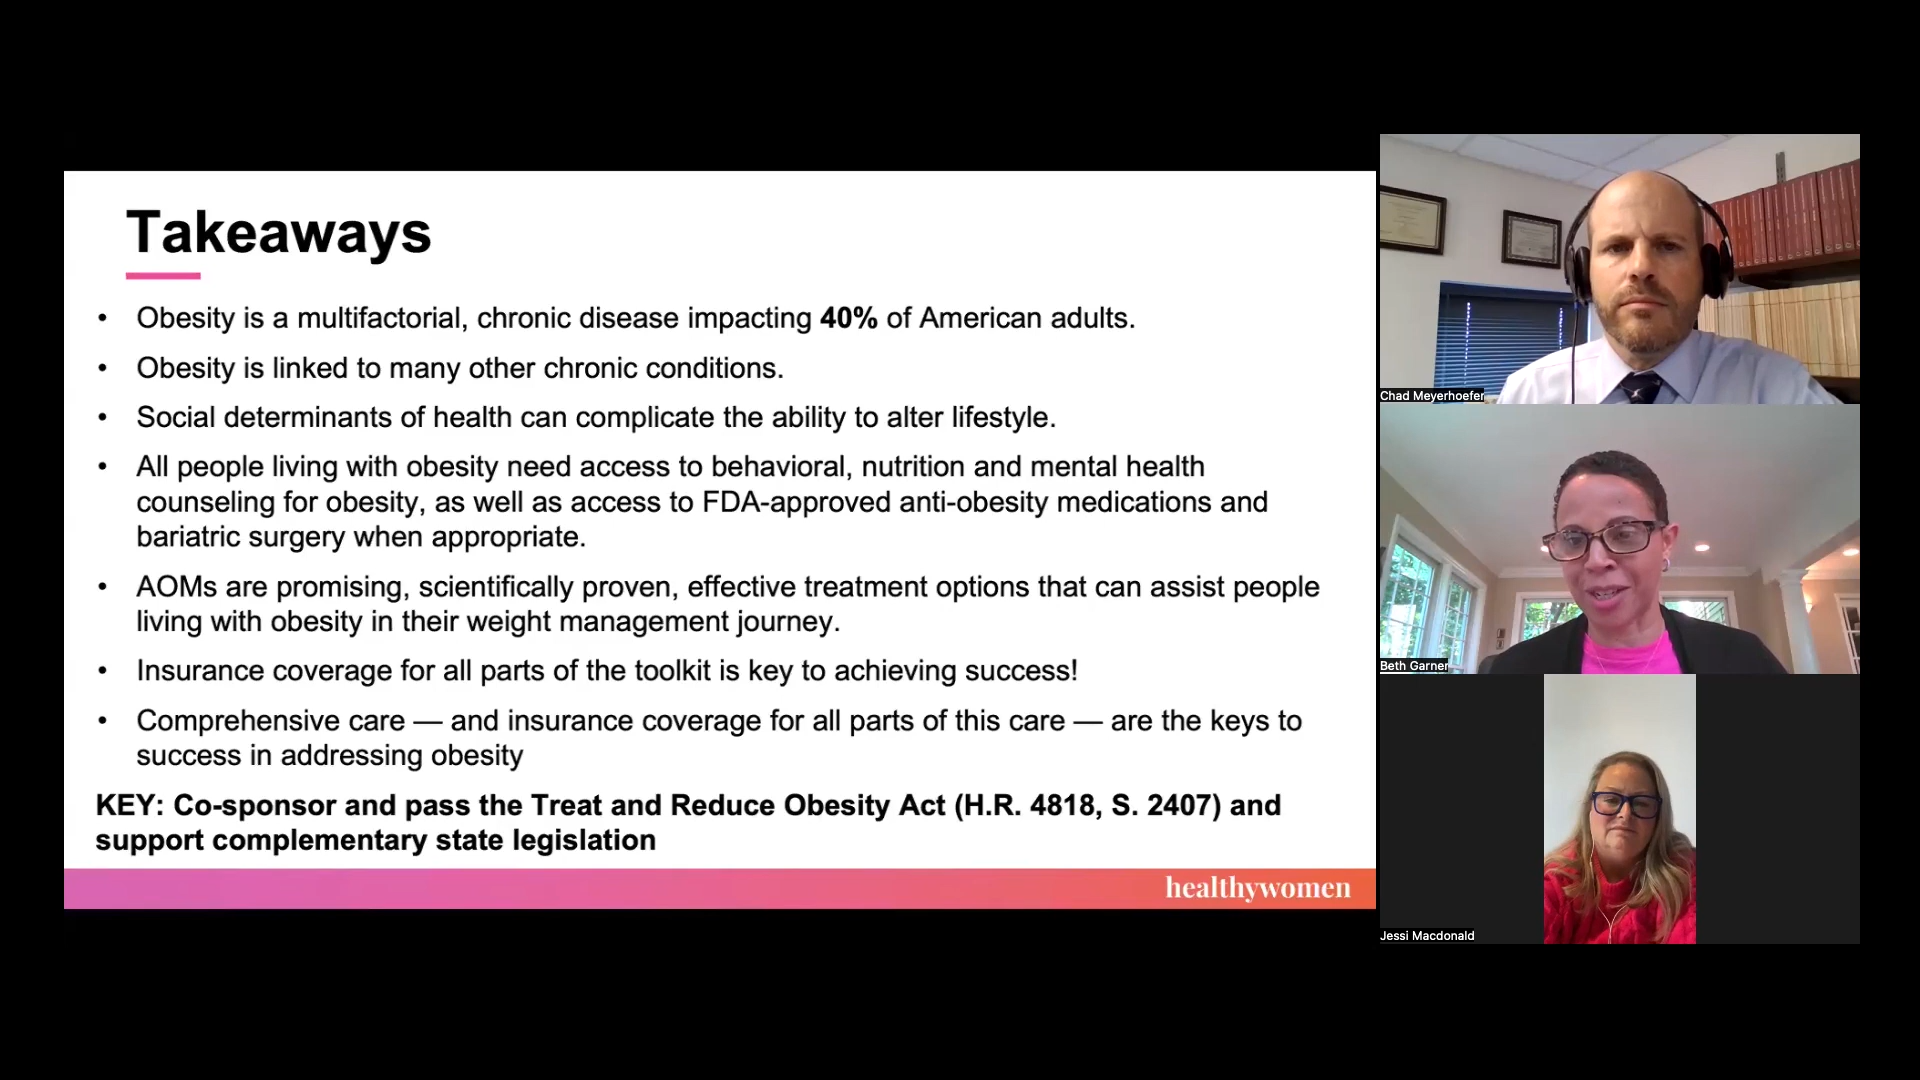 Takeaways
• Obesity is a multifactorial, chronic disease impacting 40% of American adults.
• Obesity is linked to many other chronic conditions.
• Social determinants of health can complicate the ability to alter lifestyle.
• All people living with obesity need access to behavioral, nutrition and mental health
counseling for obesity, as well as access to FDA-approved anti-obesity medications and
bariatric surgery when appropriate.
• AOMs are promising, scientifically proven, effective treatment options that can assist people
living with obesity in their weight management journey.
• Insurance coverage for all parts of the toolkit is key to achieving success!
• Comprehensive care — and insurance coverage for all parts of this care — are the keys to
success in addressing obesity
KEY: Co-sponsor and pass the Treat and Reduce Obesity Act (H.R. 4818, S. 2407) and
support complementary state legislation
healthywomen
Chad Meyerhoefer
Beth Garner
Jessi Macdonald